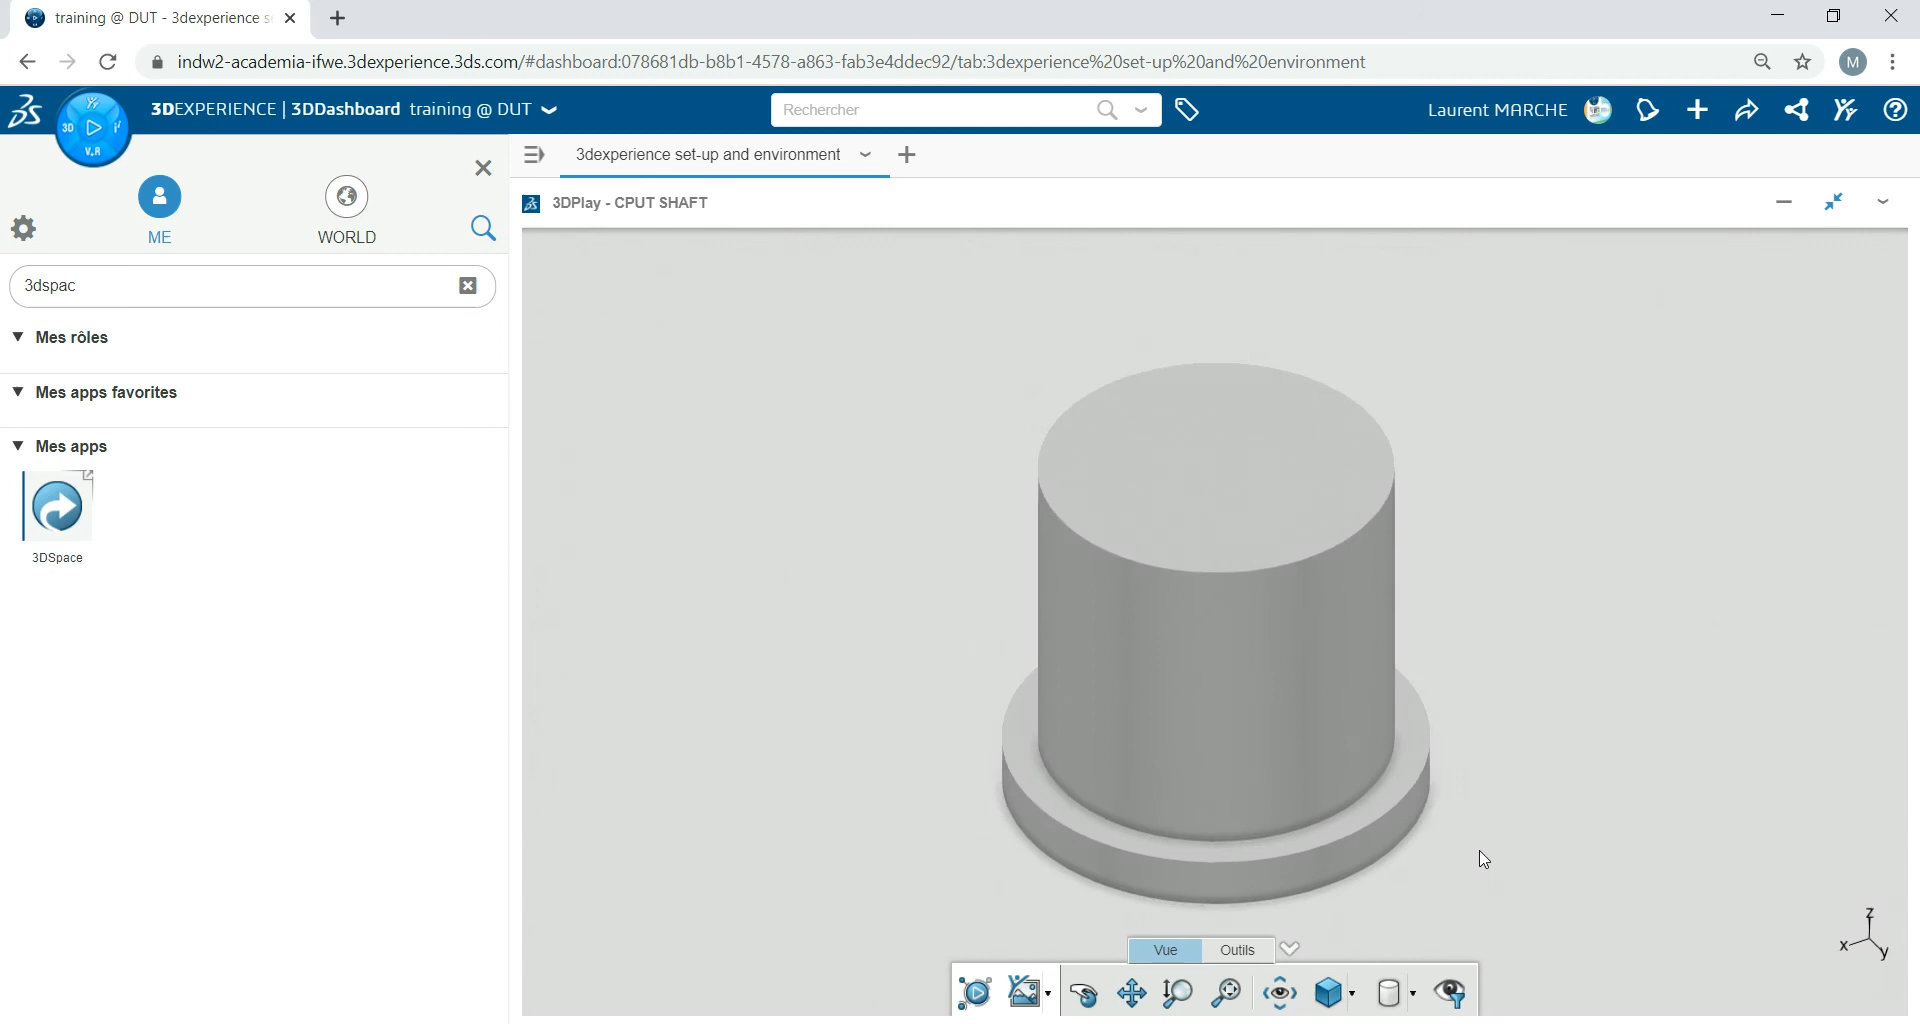 training @ DUT - 3dexperience s
indw2-academia-ifwe.3dexperience.3ds.com/#dashboard:078681db-b8b1-4578-a863-fab3e4ddec92/tab:3dexperience%20set-up%20and%20environment
M
3DEXPERIENCE | 3DDashboard training @ DUT
Rechercher
Laurent MARCHE
3D
V.R
ME
WORLD
3dexperience set-up and environment
3DPlay - CPUT SHAFT
3dspac
Mes rôles
Mes apps favorites
Mes apps
3DSpace
z
x
y
Vue
Outils